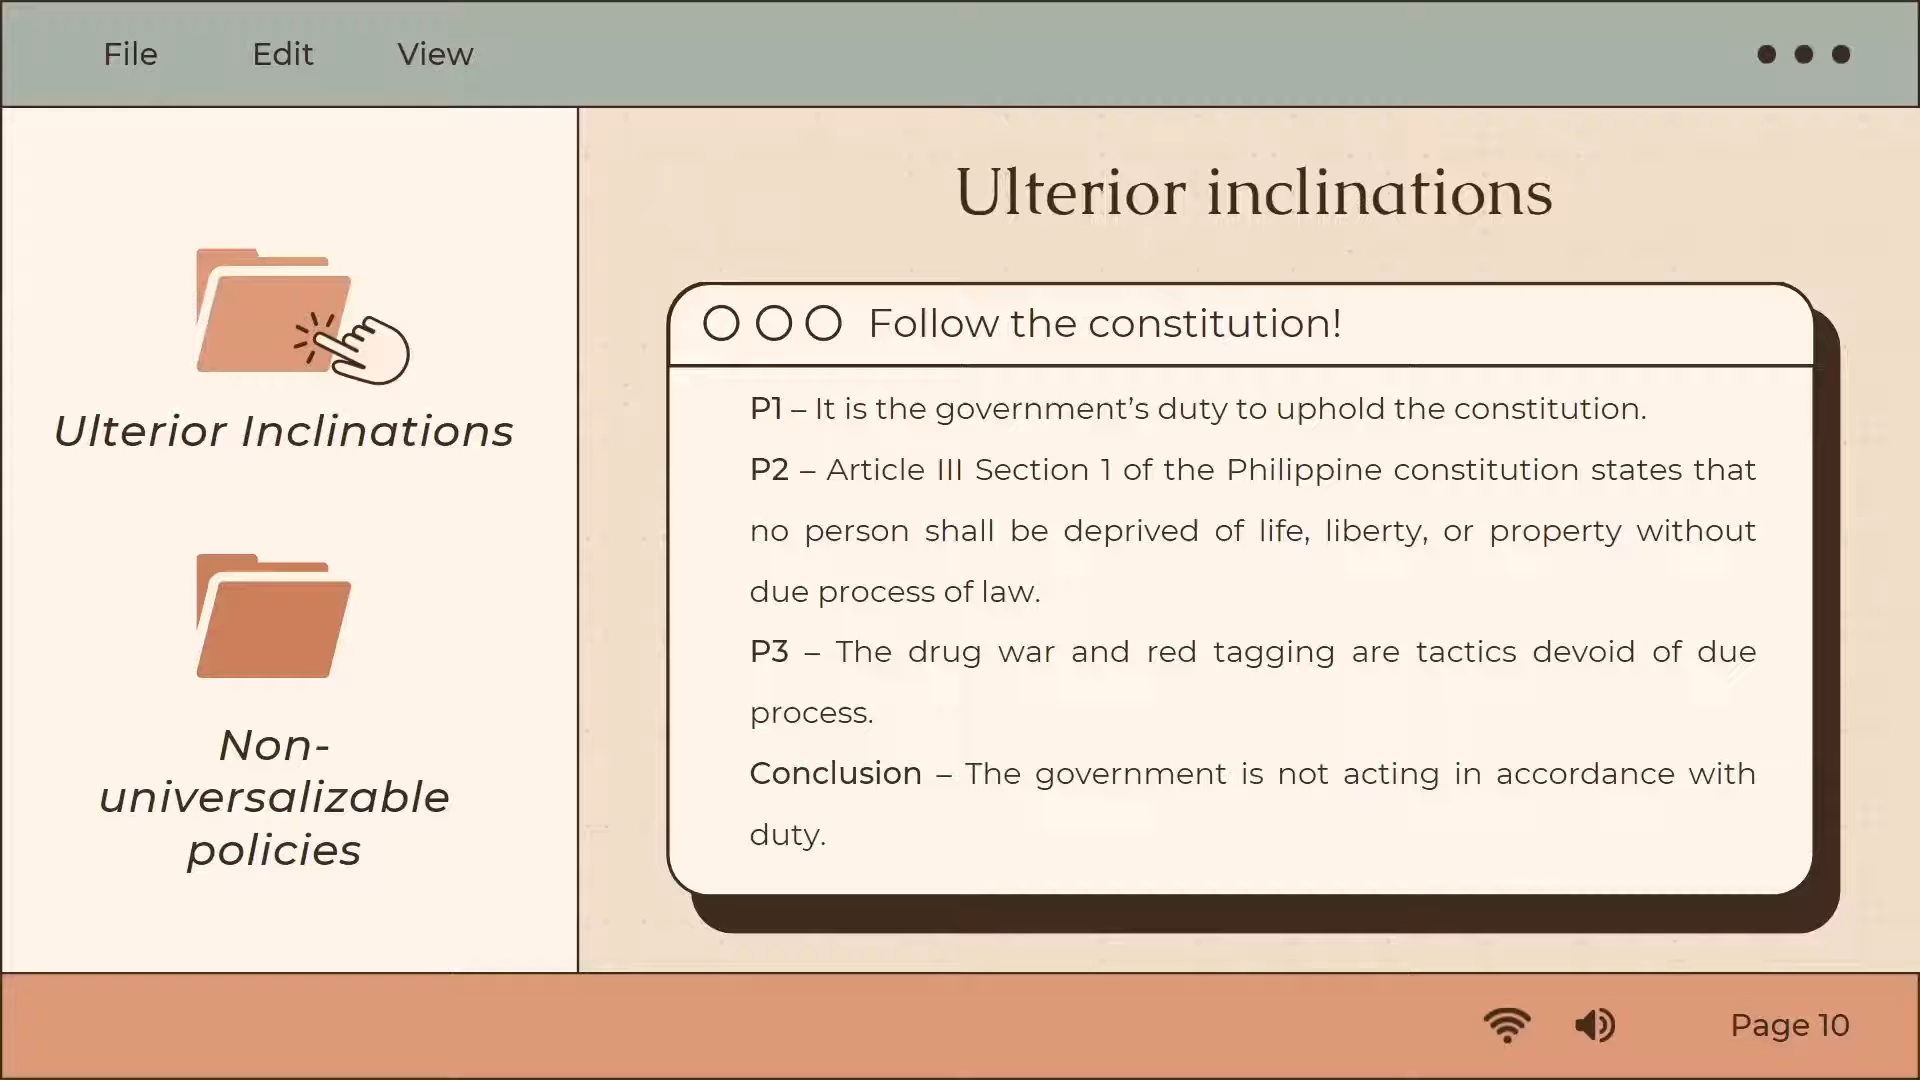 File Edit View
Ulterior Inclinations
Non-
universalizable
policies
Ulterior inclinations
Follow the constitution!
P1 – It is the government’s duty to uphold the constitution.
P2 – Article III Section 1 of the Philippine constitution states that
no person shall be deprived of life, liberty, or property without
due process of law.
P3 – The drug war and red tagging are tactics devoid of due
process.
Conclusion – The government is not acting in accordance with
duty.
Page 10